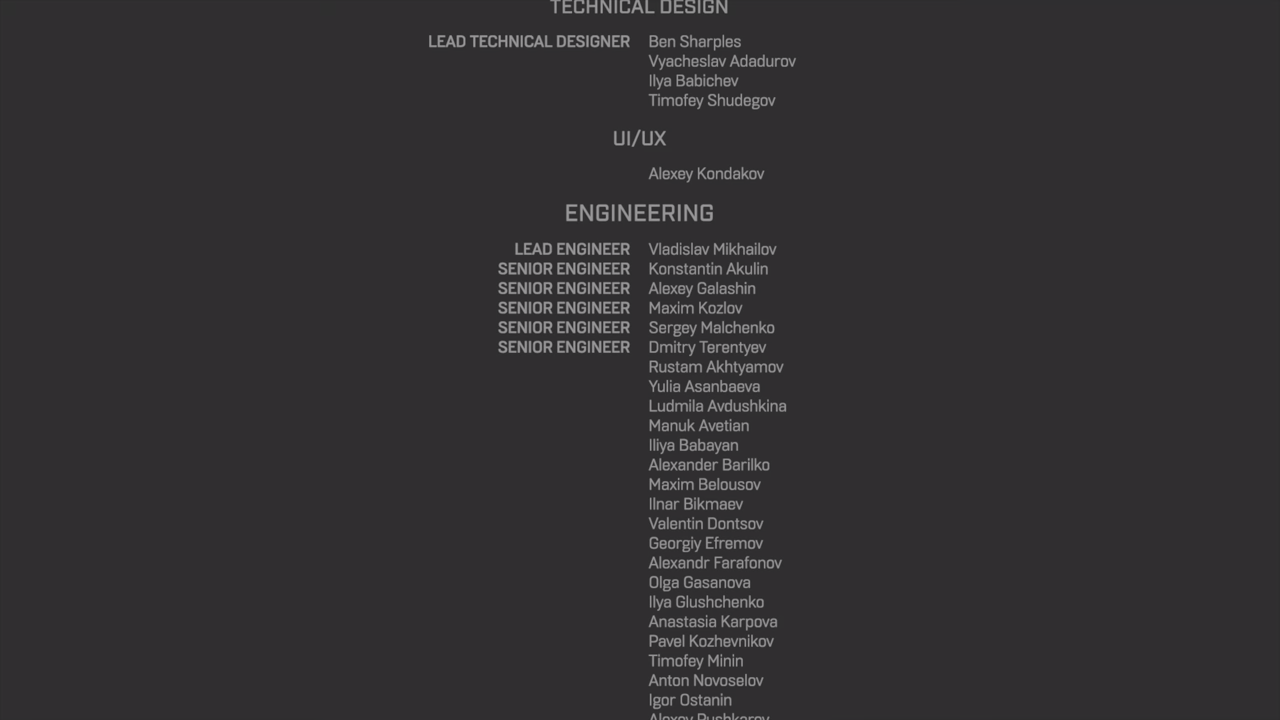 TECHNICAL DESIGN
LEAD TECHNICAL DESIGNER Ben Sharples
Vyacheslav Adadurov
Ilya Babichev
Timofey Shudegov
UI/UX
Alexey Kondakov
ENGINEERING
LEAD ENGINEER Vladislav Mikhailov
SENIOR ENGINEER Konstantin Akulin
SENIOR ENGINEER Alexey Galashin
SENIOR ENGINEER Maxim Kozlov
SENIOR ENGINEER Sergey Malchenko
SENIOR ENGINEER Dmitry Terentyev
Rustam Akhtyamov
Yulia Asanbaeva
Ludmila Avdushkina
Manuk Avetian
Iliya Babayan
Alexander Barilko
Maxim Belousov
Ilnar Bikmaev
Valentin Dontsov
Georgiy Efremov
Alexandr Farafonov
Olga Gasanova
Ilya Glushchenko
Anastasia Karpova
Pavel Kozhevnikov
Timofey Minin
Anton Novoselov
Igor Ostanin
Alexey Pushkarev